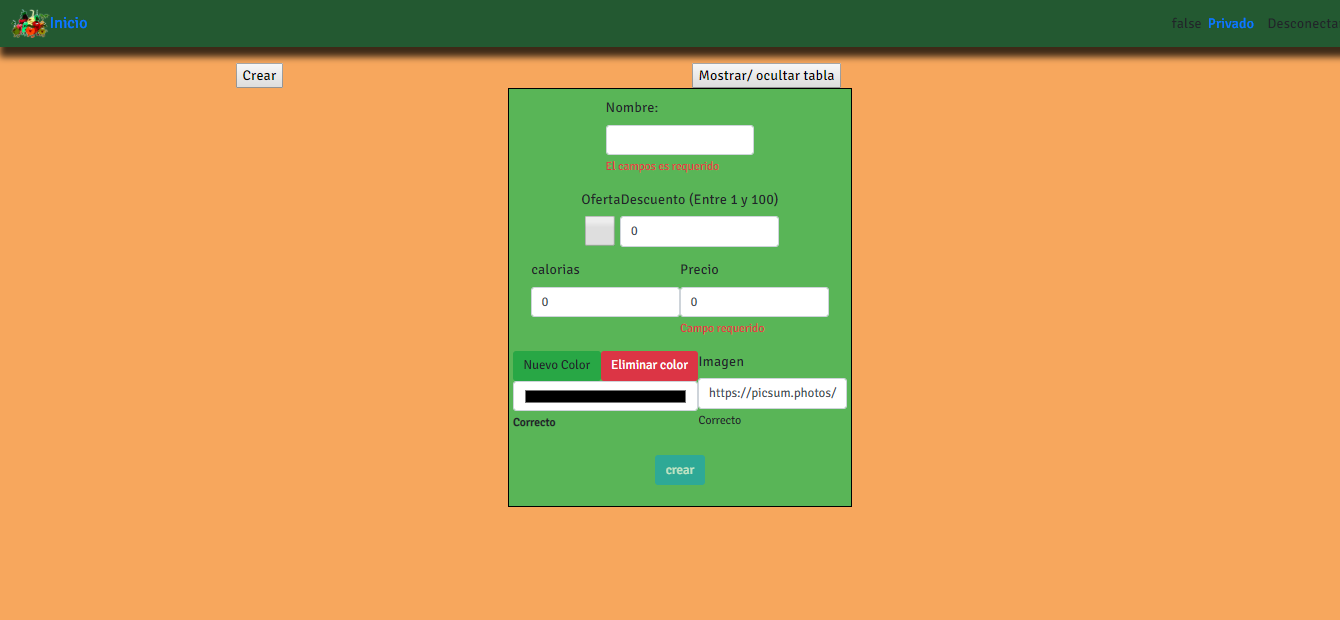 Inicio false Privado Desconecta
Crear Mostrar/ ocultar tabla
Nombre:
El campos es requerido
OfertaDescuento (Entre 1 y 100)
0
calorias Precio
0 0
Campo requerido
Nuevo Color Eliminar color Imagen
https://picsum.photos/
Correcto Correcto
crear